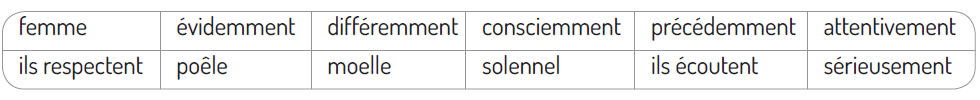 femme évidemment différemment consciemment précédemment attentivement
ils respectent poêle moelle solennel ils écoutent sérieusement